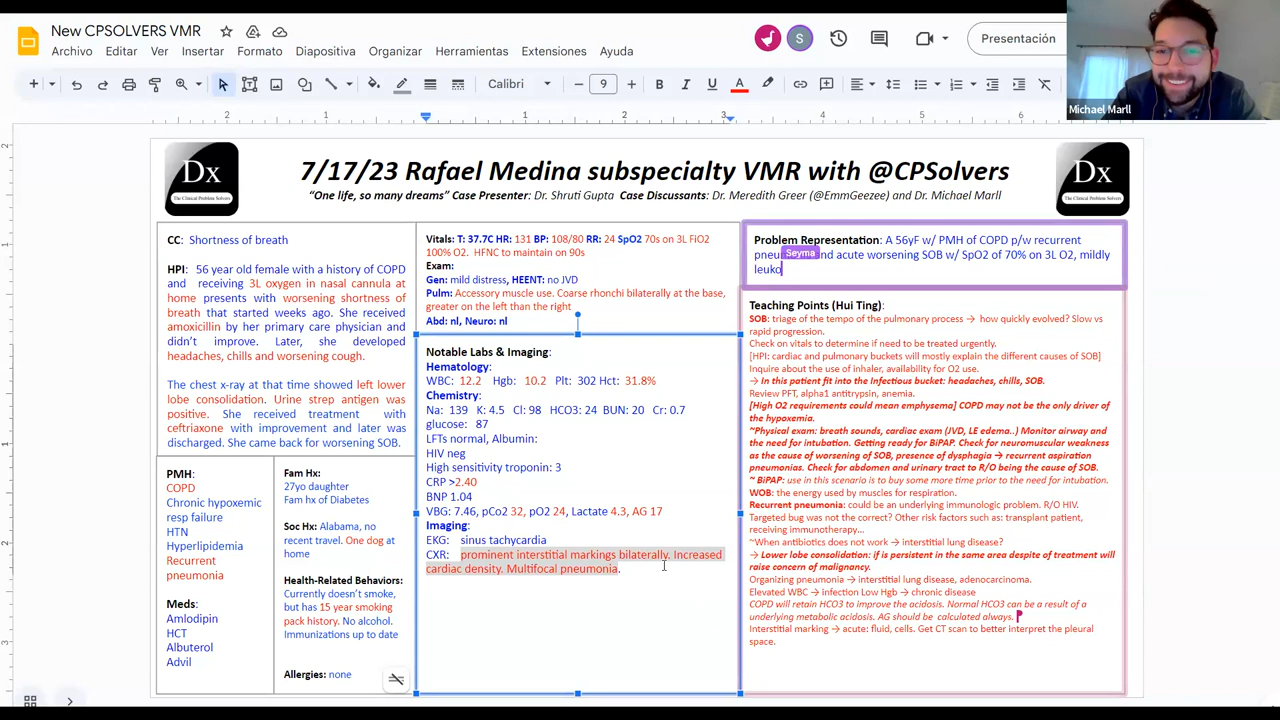 New CPSOLVERS VMR
Archivo Editar Ver Insertar Formato Diapositiva Organizar Herramientas Extensiones Ayuda
S
Presentación
Calibri
9
Michael Marll
2 1 1 2 3 4 5 6
Dx
The Clinical Problem Solvers
7/17/23 Rafael Medina subspecialty VMR with @CPSolvers
"One life, so many dreams" Case Presenter: Dr. Shruti Gupta Case Discussants: Dr. Meredith Greer (@EmmGeezee) and Dr. Michael Marll
Dx
The Clinical Problem Solvers
CC: Shortness of breath
HPI: 56 year old female with a history of COPD
and receiving 3L oxygen in nasal cannula at
home presents with worsening shortness of
breath that started weeks ago. She received
amoxicillin by her primary care physician and
didn't improve. Later, she developed
headaches, chills and worsening cough.
The chest x-ray at that time showed left lower
lobe consolidation. Urine strep antigen was
positive. She received treatment with
ceftriaxone with improvement and later was
discharged. She came back for worsening SOB.
PMH:
COPD
Chronic hypoxemic
resp failure
HTN
Hyperlipidemia
Recurrent
pneumonia
Meds:
Amlodipin
HCT
Albuterol
Advil
Fam Hx:
27yo daughter
Fam hx of Diabetes
Soc Hx: Alabama, no
recent travel. One dog at
home
Health-Related Behaviors:
Currently doesn't smoke,
but has 15 year smoking
pack history. No alcohol.
Immunizations up to date
Allergies: none
Vitals: T: 37.7C HR: 131 BP: 108/80 RR: 24 SpO2 70s on 3L FiO2
100% O2. HFNC to maintain on 90s
Exam:
Gen: mild distress, HEENT: no JVD
Pulm: Accessory muscle use. Coarse rhonchi bilaterally at the base,
greater on the left than the right
Abd: nl, Neuro: nl
Notable Labs & Imaging:
Hematology:
WBC: 12.2 Hgb: 10.2 Plt: 302 Hct: 31.8%
Chemistry:
Na: 139 K: 4.5 Cl: 98 HCO3: 24 BUN: 20 Cr: 0.7
glucose: 87
LFTs normal, Albumin:
HIV neg
High sensitivity troponin: 3
CRP >2.40
BNP 1.04
VBG: 7.46, pCo2 32, pO2 24, Lactate 4.3, AG 17
Imaging:
EKG: sinus tachycardia
CXR: prominent interstitial markings bilaterally. Increased
cardiac density. Multifocal pneumonia.
Problem Representation: A 56yF w/ PMH of COPD p/w recurrent
pneu Seyma nd acute worsening SOB w/ SpO2 of 70% on 3L O2, mildly
leuko
Teaching Points (Hui Ting):
SOB: triage of the tempo of the pulmonary process → how quickly evolved? Slow vs
rapid progression.
Check on vitals to determine if need to be treated urgently.
[HPI: cardiac and pulmonary buckets will mostly explain the different causes of SOB]
Inquire about the use of inhaler, availability for O2 use.
→ In this patient fit into the Infectious bucket: headaches, chills, SOB.
Review PFT, alpha1 antitrypsin, anemia.
[High O2 requirements could mean emphysema] COPD may not be the only driver of
the hypoxemia.
~Physical exam: breath sounds, cardiac exam (JVD, LE edema..) Monitor airway and
the need for intubation. Getting ready for BiPAP. Check for neuromuscular weakness
as the cause of worsening of SOB, presence of dysphagia → recurrent aspiration
pneumonias. Check for abdomen and urinary tract to R/O being the cause of SOB.
~ BiPAP: use in this scenario is to buy some more time prior to the need for intubation.
WOB: the energy used by muscles for respiration.
Recurrent pneumonia: could be an underlying immunologic problem. R/O HIV.
Targeted bug was not the correct? Other risk factors such as: transplant patient,
receiving immunotherapy...
~When antibiotics does not work → interstitial lung disease?
→ Lower lobe consolidation: if is persistent in the same area despite of treatment will
raise concern of malignancy.
Organizing pneumonia → interstitial lung disease, adenocarcinoma.
Elevated WBC → infection Low Hgb → chronic disease
COPD will retain HCO3 to improve the acidosis. Normal HCO3 can be a result of a
underlying metabolic acidosis. AG should be calculated always.
Interstitial marking → acute: fluid, cells. Get CT scan to better interpret the pleural
space.